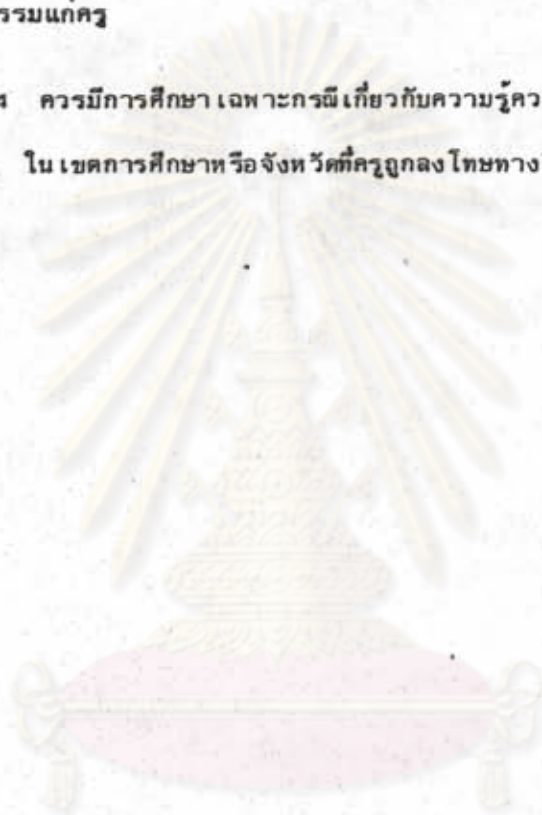 รรมแก่ครู
ควรมีการศึกษาเฉพาะกรณีเกี่ยวกับความรู้คว
ในเขตการศึกษาหรือจังหวัดที่ครูถูกลงโทษทาง